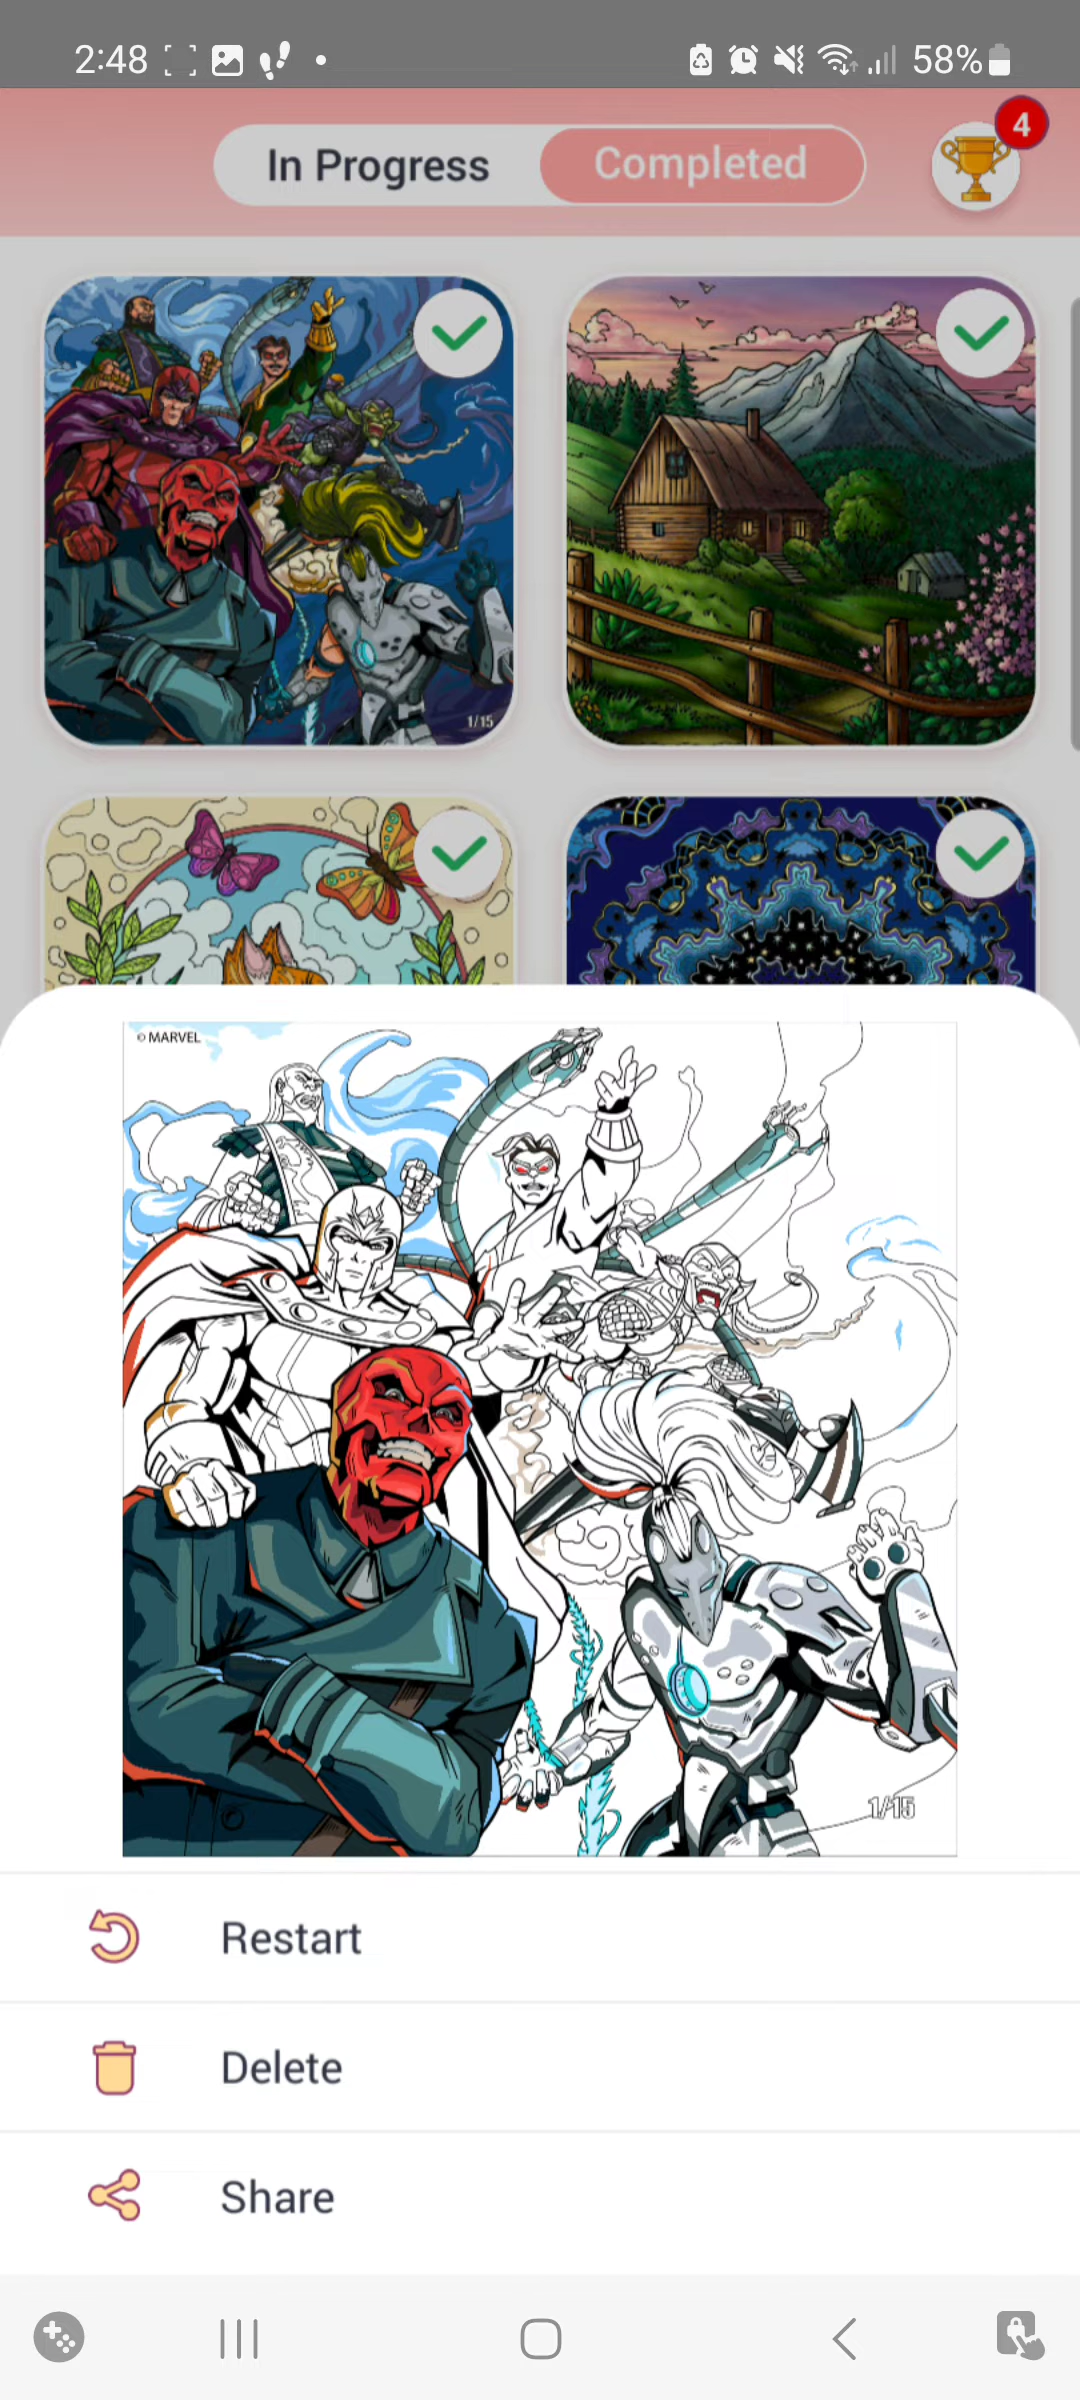 2:48
58%
In Progress
Completed
4
1/15
© MARVEL
1/15
Restart
Delete
Share